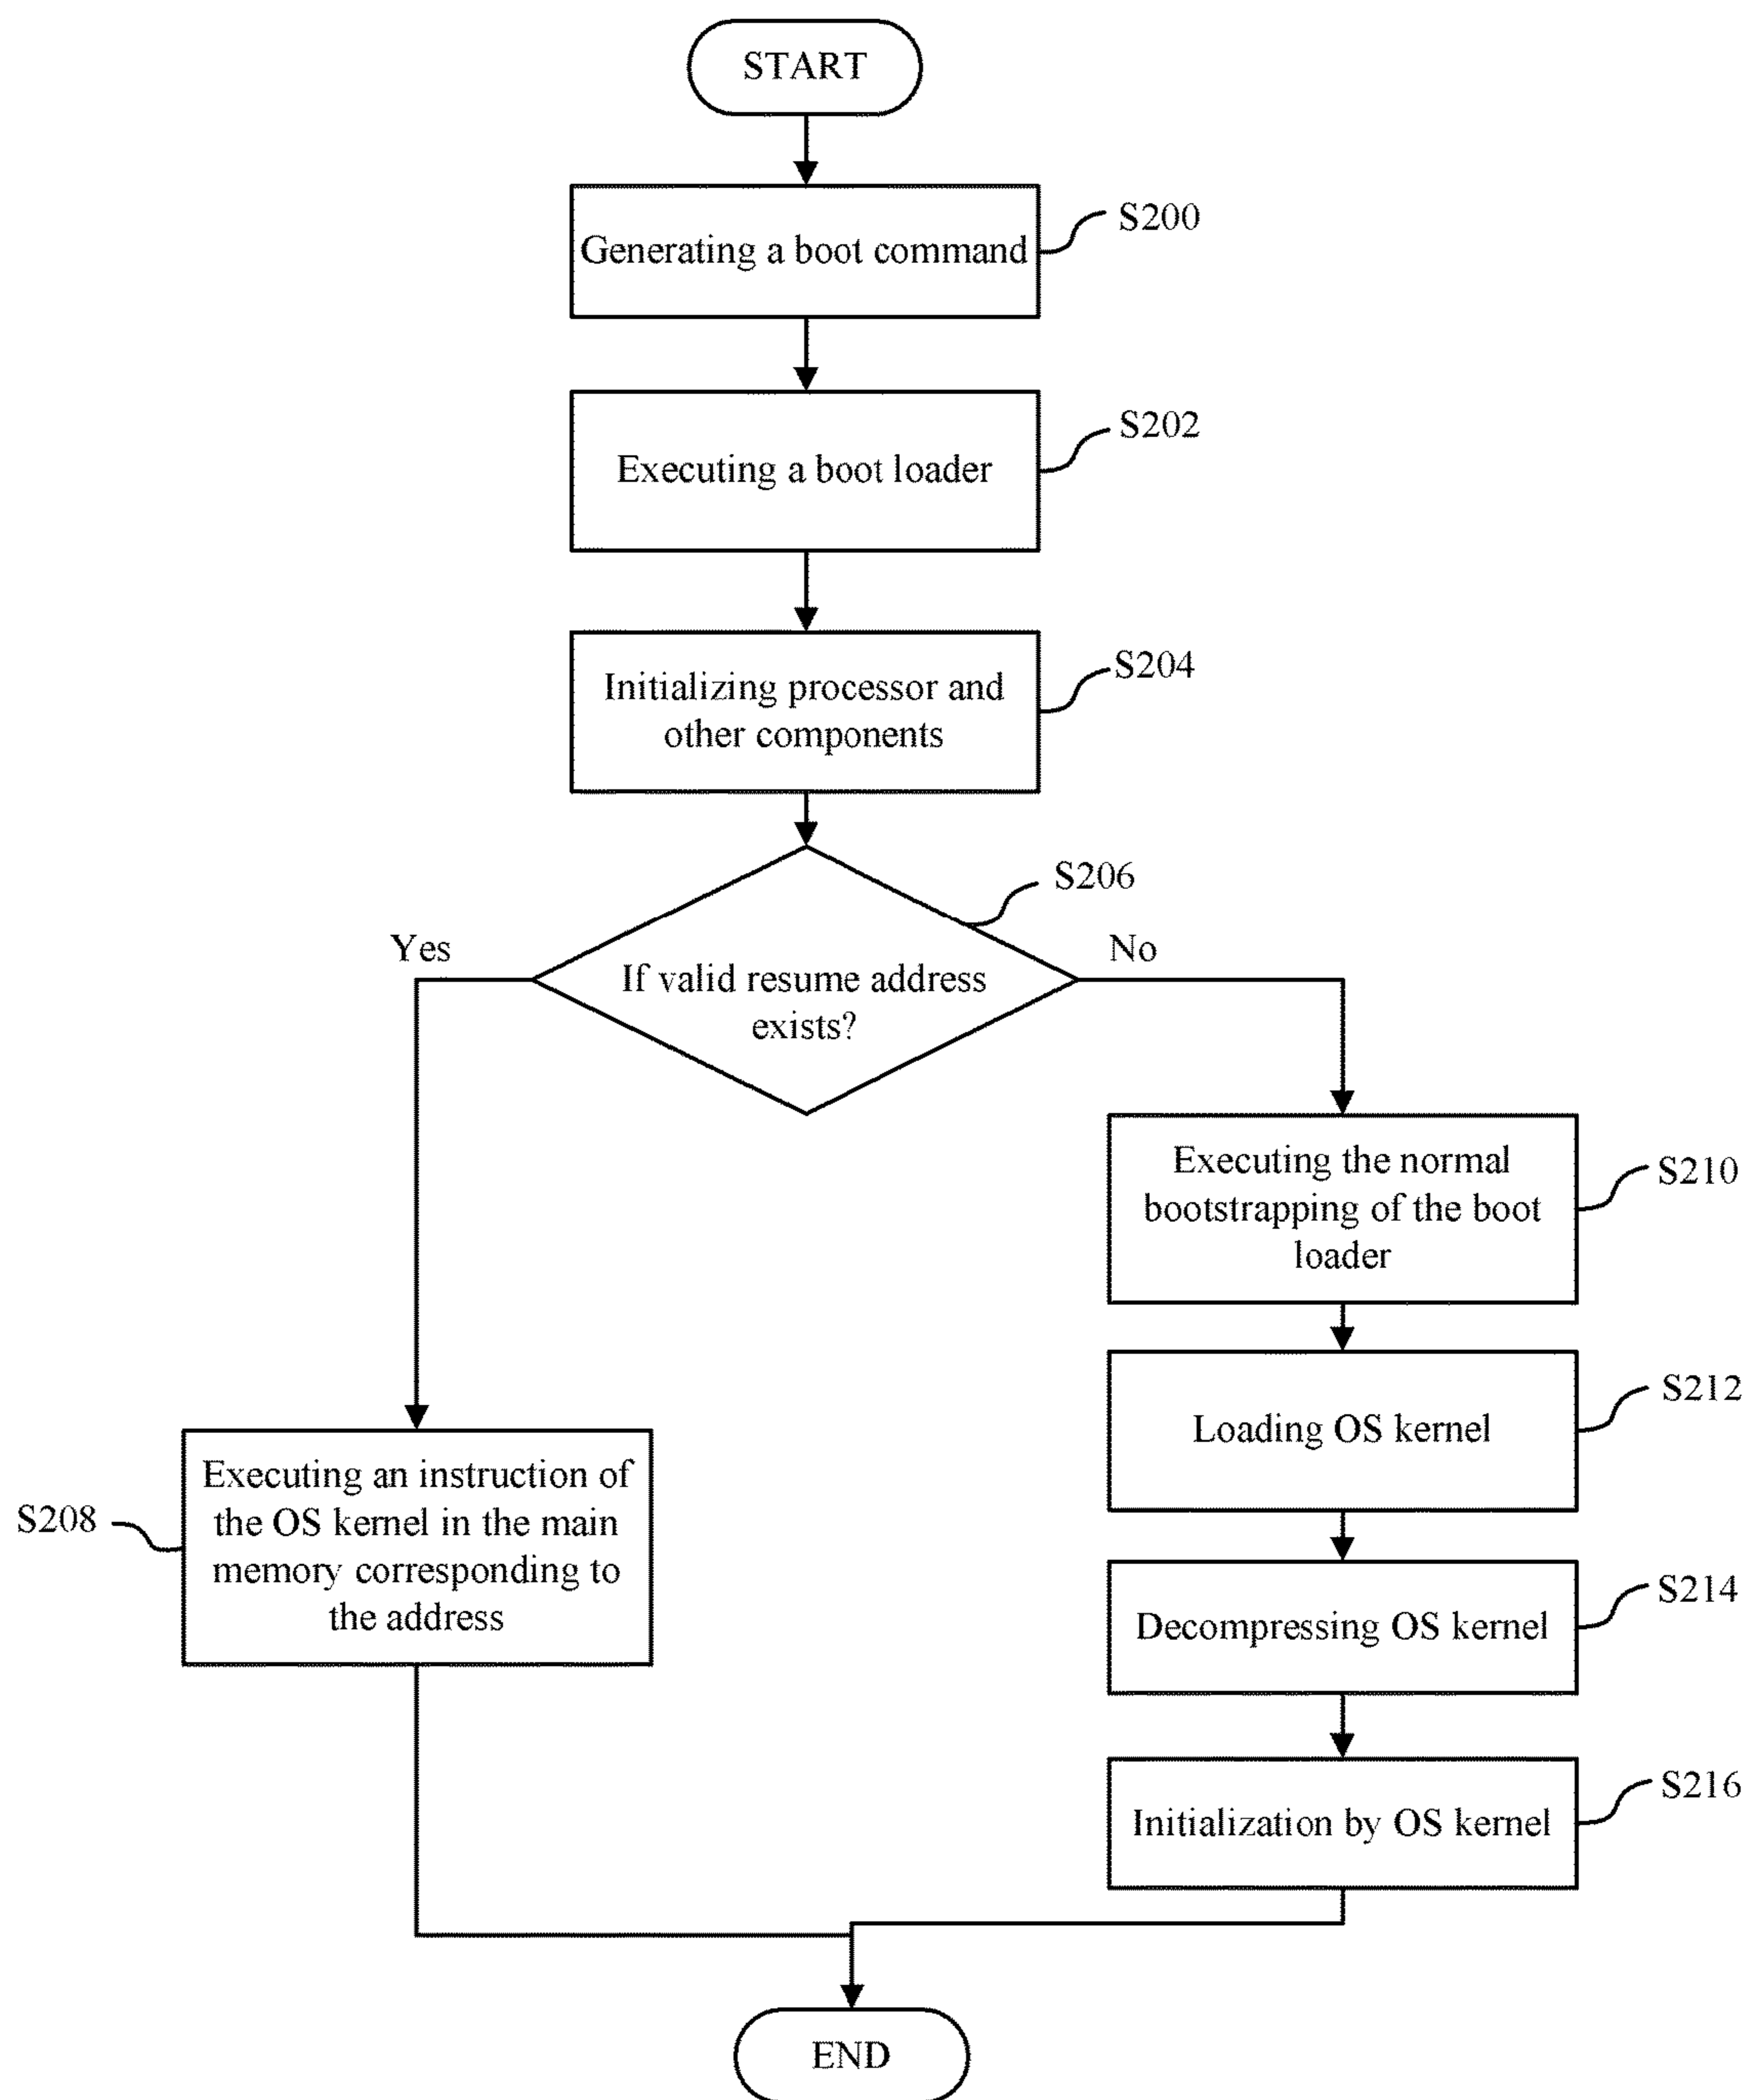 START
Generating a boot command
S200
Executing a boot loader
S202
Initializing processor and
other components
S204
If valid resume address
exists?
S206
Yes
No
Executing an instruction of
the OS kernel in the main
memory corresponding to
the address
S208
Executing the normal
bootstrapping of the boot
loader
S210
Loading OS kernel
S212
Decompressing OS kernel
S214
Initialization by OS kernel
S216
END